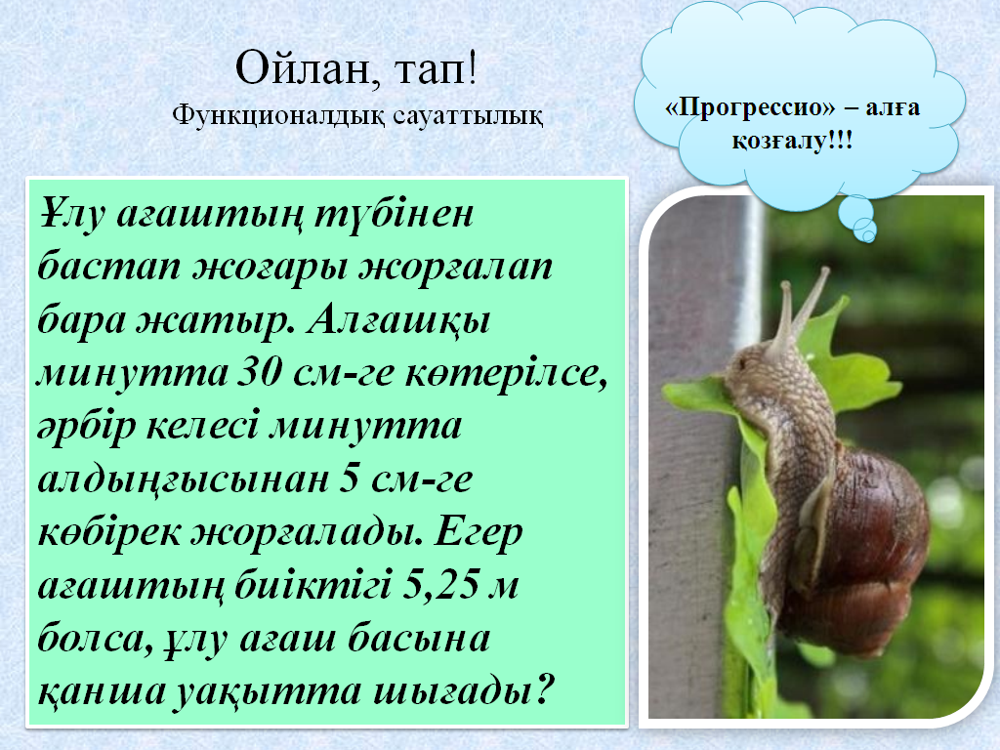 Ойлан, тап!
Функционалдық сауаттылық
«Прогрессио» – алға
қозғалу!!!
Ұлу ағаштың түбінен
бастап жоғары жорғалап
бара жатыр. Алғашқы
минутта 30 см-ге көтерілсе,
әрбір келесі минутта
алдыңғысынан 5 см-ге
көбірек жорғалады. Егер
ағаштың биіктігі 5,25 м
болса, ұлу ағаш басына
қанша уақытта шығады?